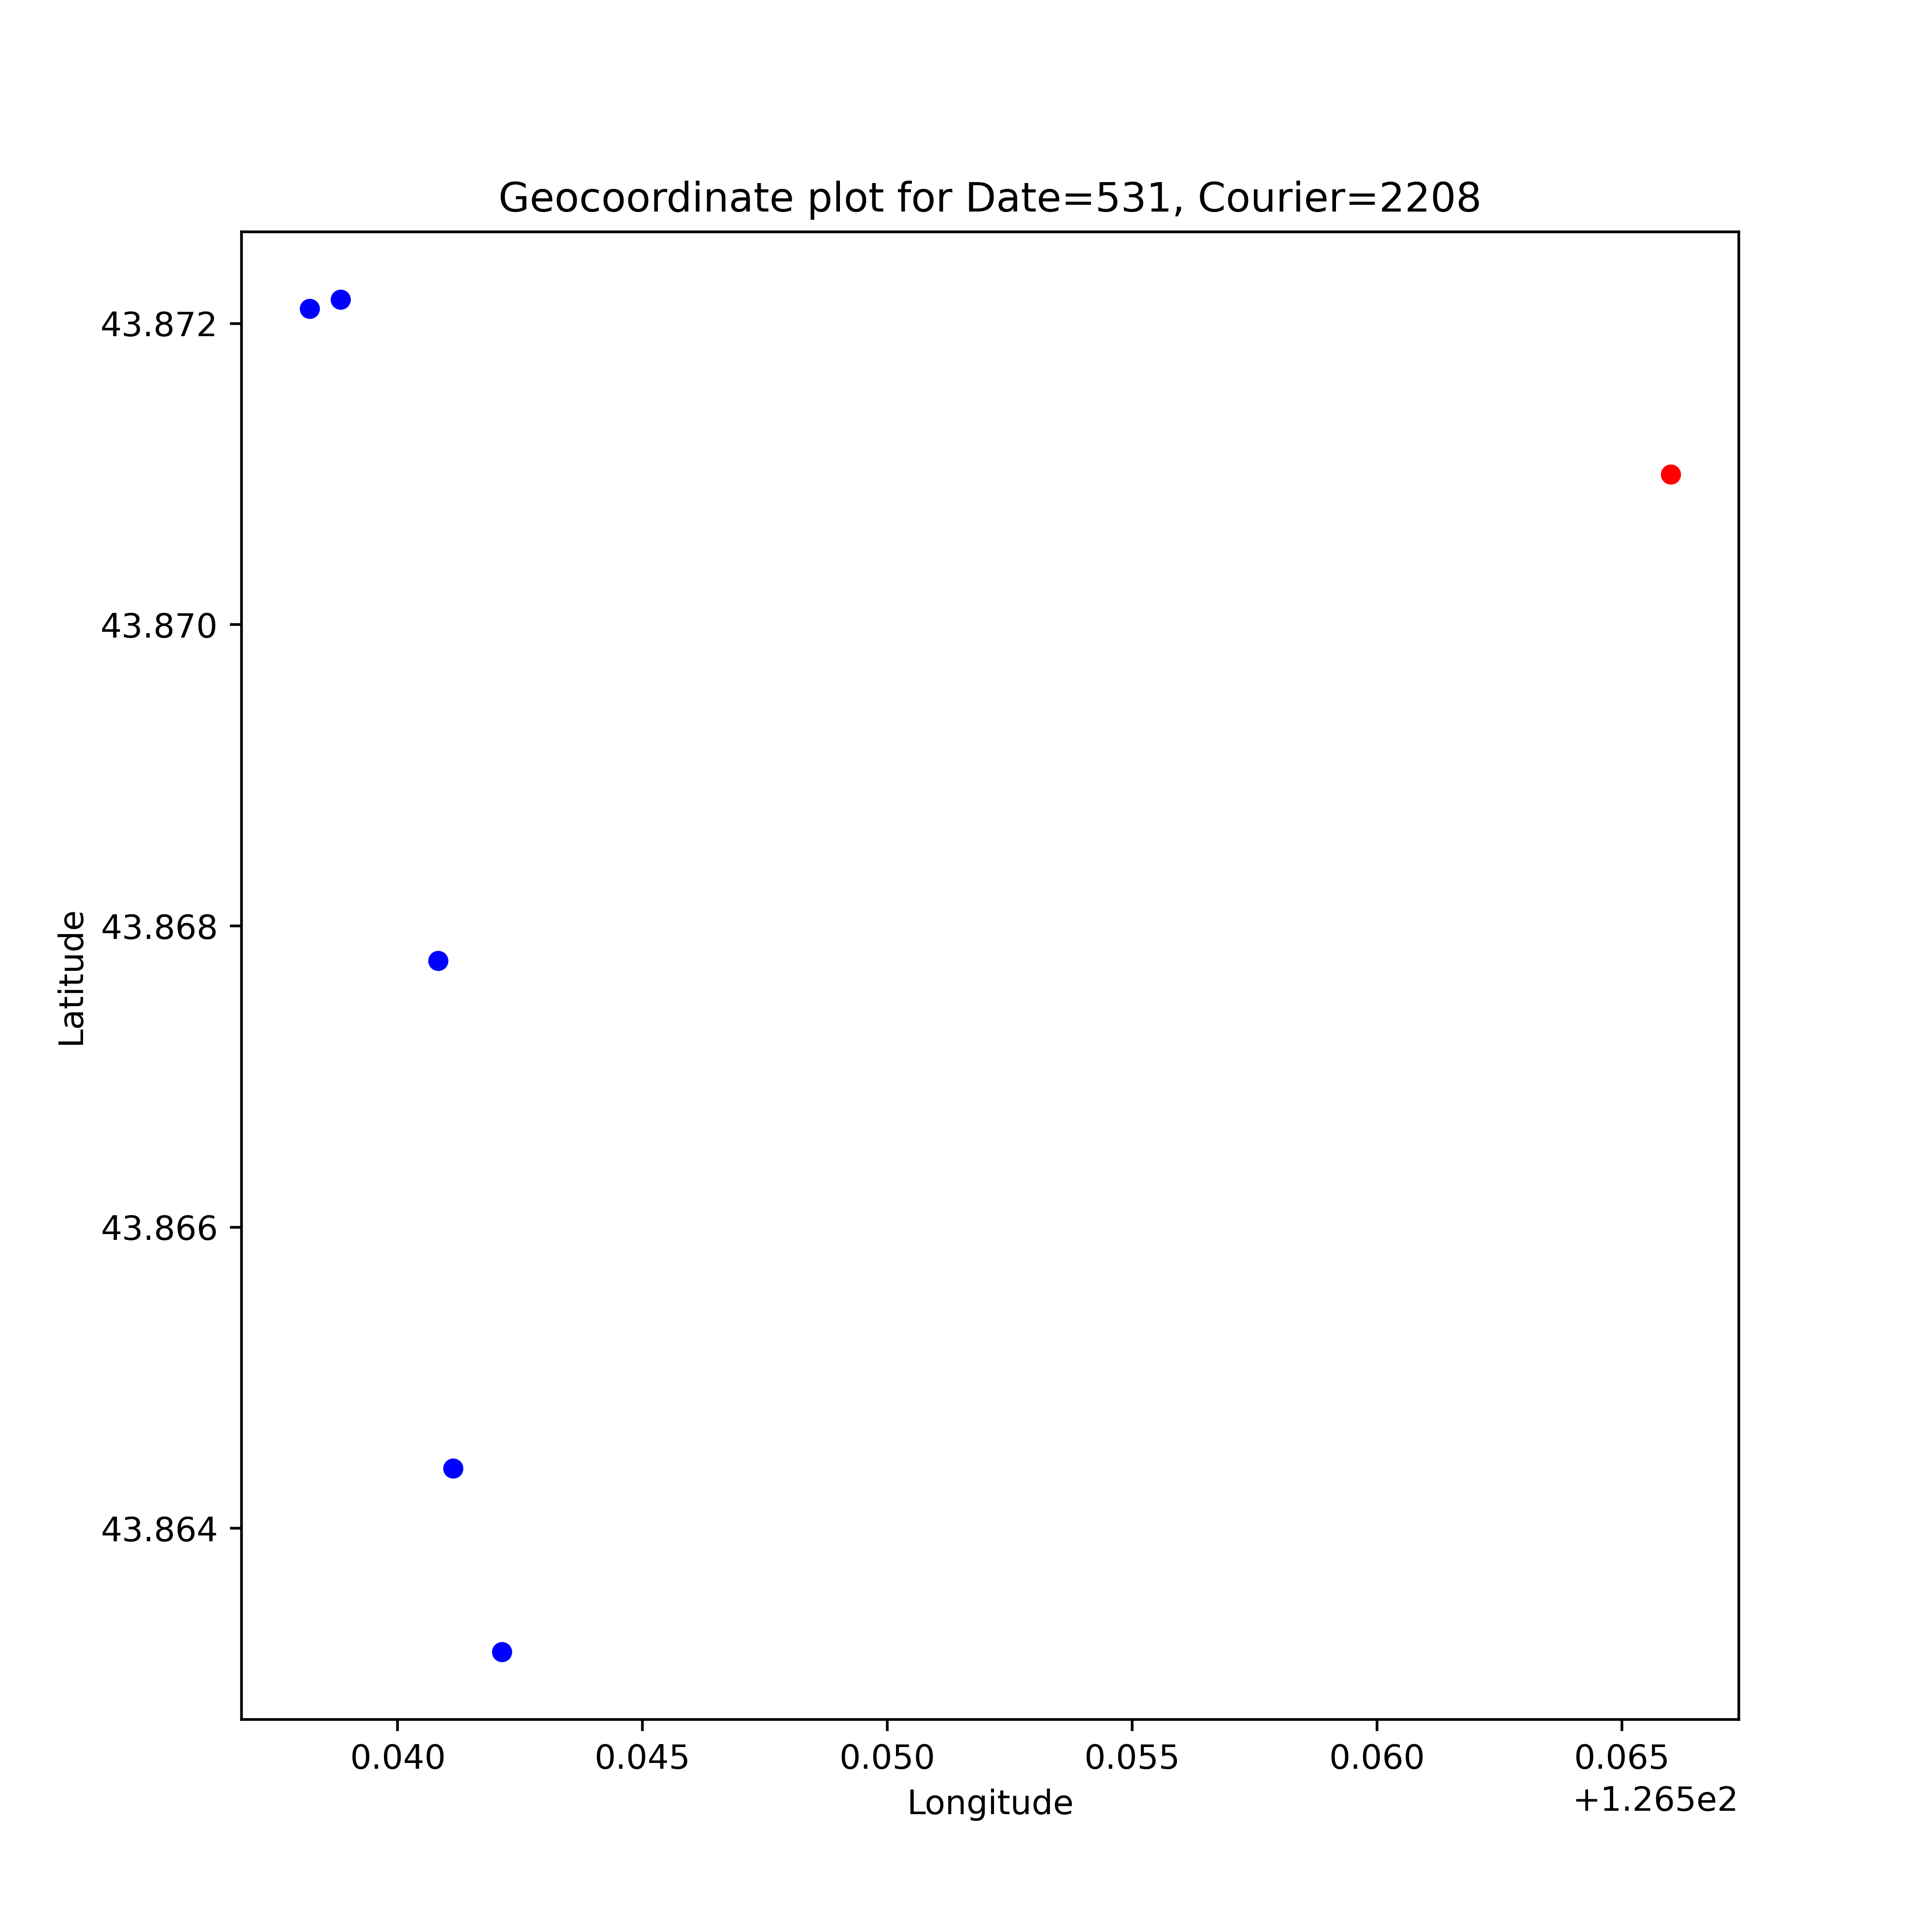 Geocoordinate plot for Date=531, Courier=2208
43.872
43.870
43.868
43.866
43.864
Latitude
0.040 0.045 0.050 0.055 0.060 0.065
+1.265e2
Longitude